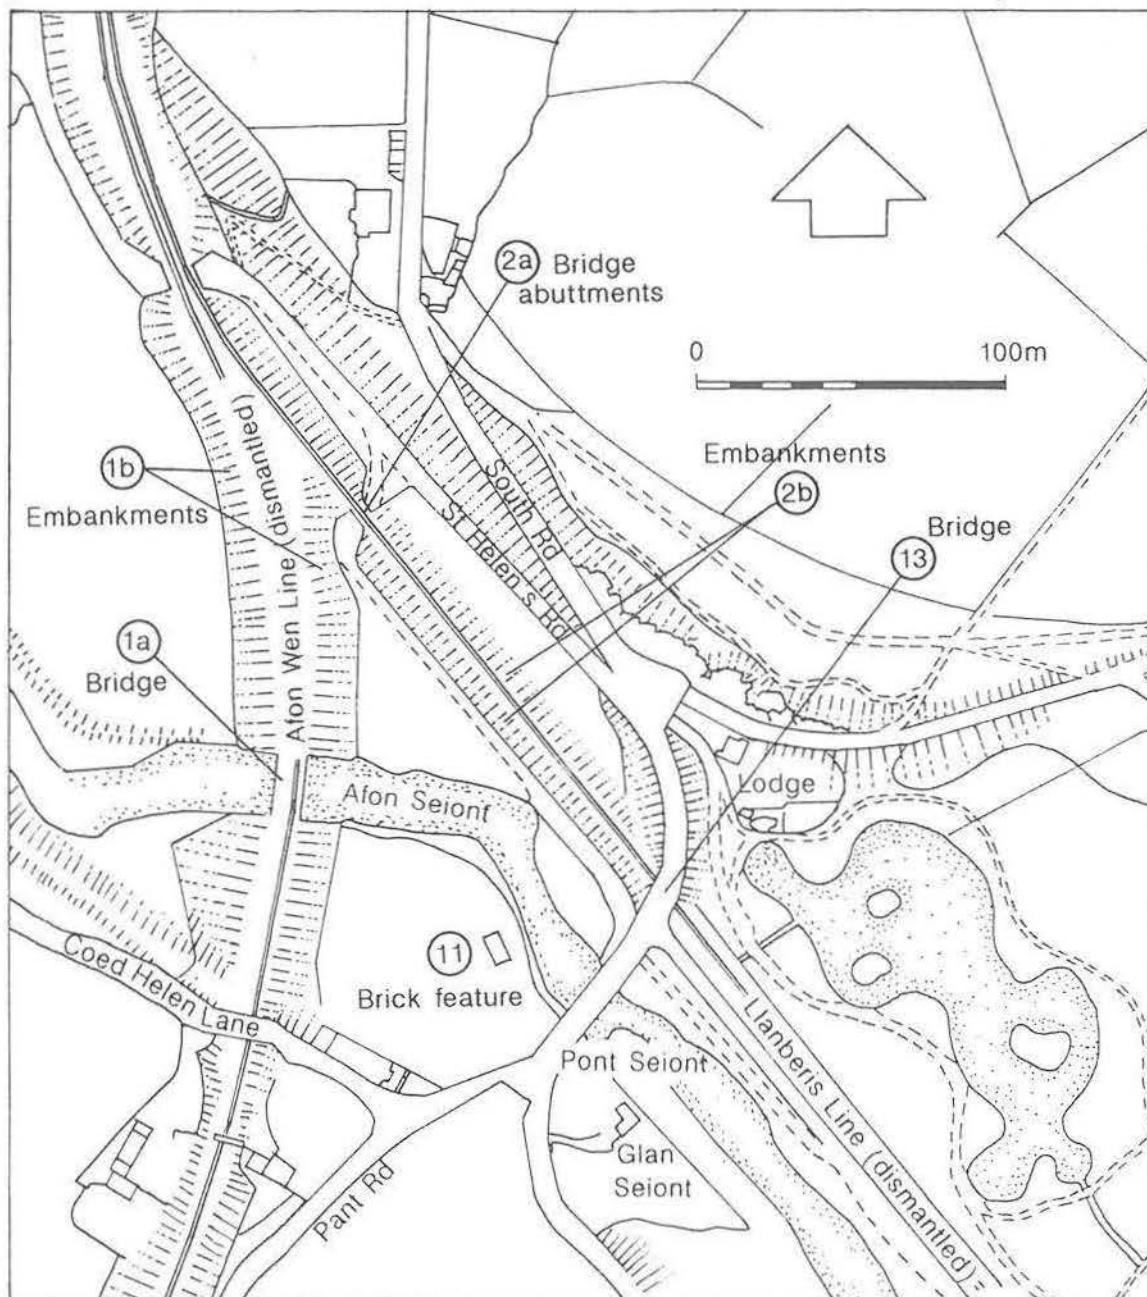 2a Bridge
abuttments
0 100m
Embankments
2b
1b
Embankments
South Rd
St Helen s Rd
Afon Wen Line (dismantled)
Bridge
13
1a
Bridge
Afon Seiont
Lodge
11
Brick feature
Coed Helen Lane
Pont Seiont
Glan
Seiont
Pant Rd
Llanberis Line (dismantled)